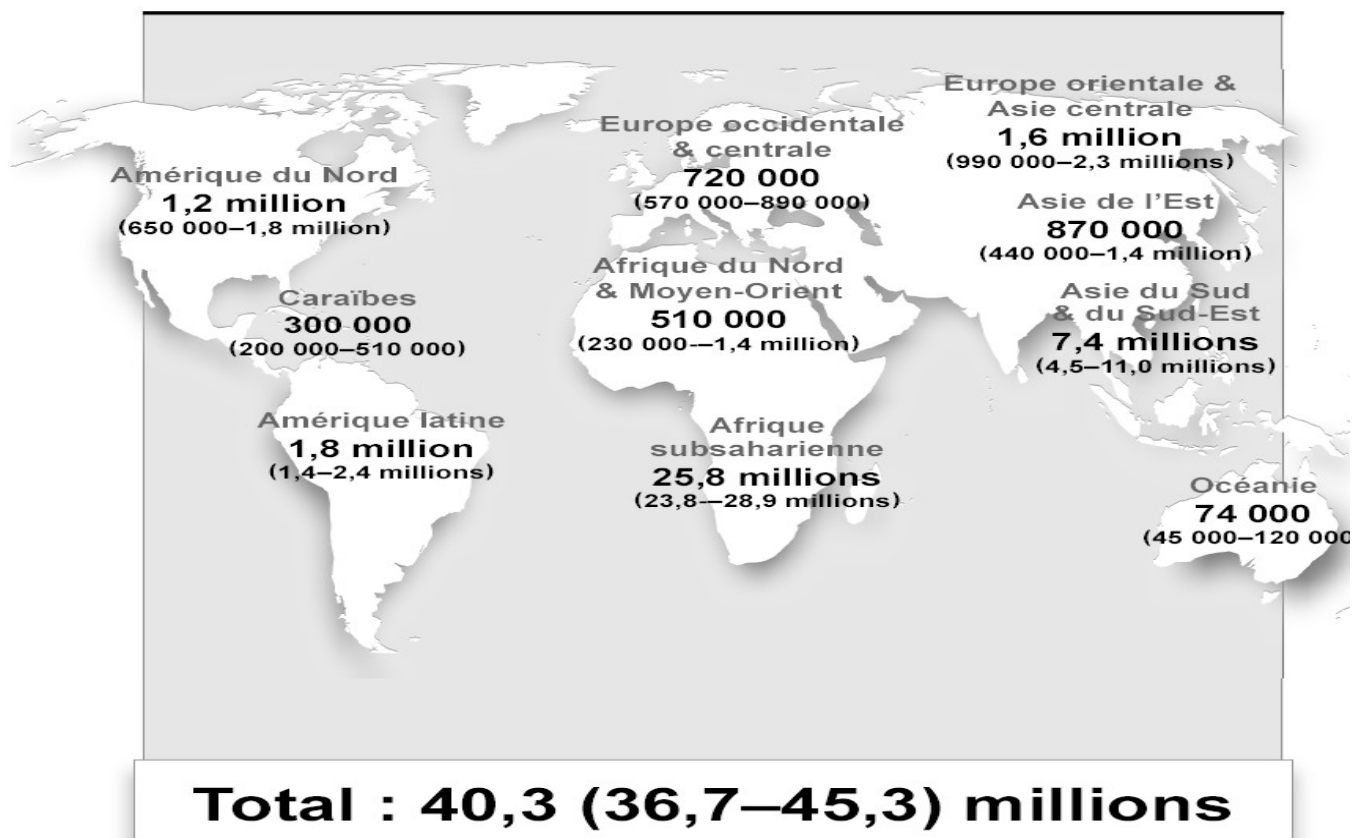 Europe orientale &
Asie centrale
1,6 million
(990 000–2,3 millions)
Europe occidentale
& centrale
720 000
(570 000–890 000)
Amérique du Nord
1,2 million
(650 000–1,8 million)
Asie de l’Est
870 000
(440 000–1,4 million)
Afrique du Nord
& Moyen-Orient
510 000
(230 000-–1,4 million)
Caraïbes
300 000
(200 000–510 000)
Asie du Sud
& du Sud-Est
7,4 millions
(4,5–11,0 millions)
Amérique latine
1,8 million
(1,4–2,4 millions)
Afrique
subsaharienne
25,8 millions
(23,8-–28,9 millions)
Océanie
74 000
(45 000–120 000
Total : 40,3 (36,7–45,3) millions